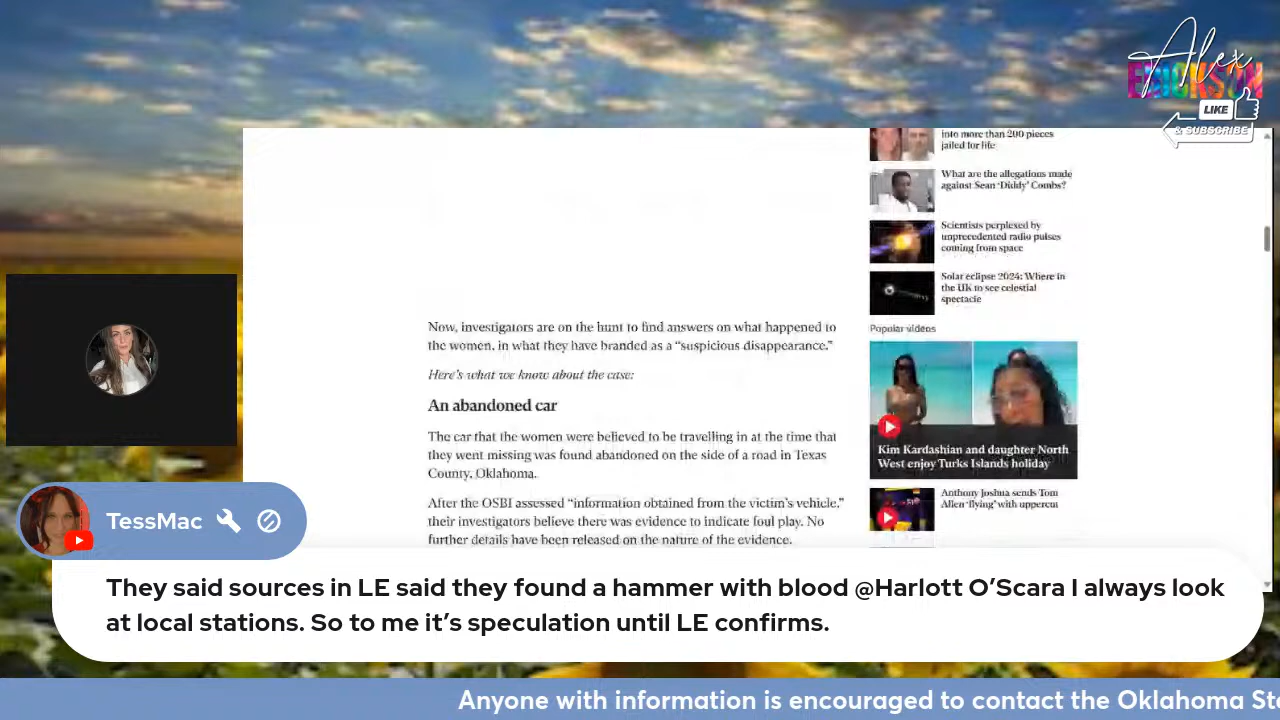 Alex
ERICKSON
LIKE
& SUBSCRIBE
into more than 200 pieces
jailed for life
What are the allegations made
against Sean ‘Diddy’ Combs?
Scientists perplexed by
unprecedented radio pulses
coming from space
Solar eclipse 2024: Where in
the UK to see celestial
spectacle
Popular videos
Kim Kardashian and daughter North
West enjoy Turks Islands holiday
Anthony Joshua sends Tom
Allen ‘flying’ with uppercut
Now, investigators are on the hunt to find answers on what happened to
the women, in what they have branded as a “suspicious disappearance.”
Here’s what we know about the case:
An abandoned car
The car that the women were believed to be travelling in at the time that
they went missing was found abandoned on the side of a road in Texas
County, Oklahoma.
After the OSBI assessed “information obtained from the victim’s vehicle,”
their investigators believe there was evidence to indicate foul play. No
further details have been released on the nature of the evidence.
TessMac
They said sources in LE said they found a hammer with blood @Harlott O’Scara I always look
at local stations. So to me it’s speculation until LE confirms.
Anyone with information is encouraged to contact the Oklahoma St